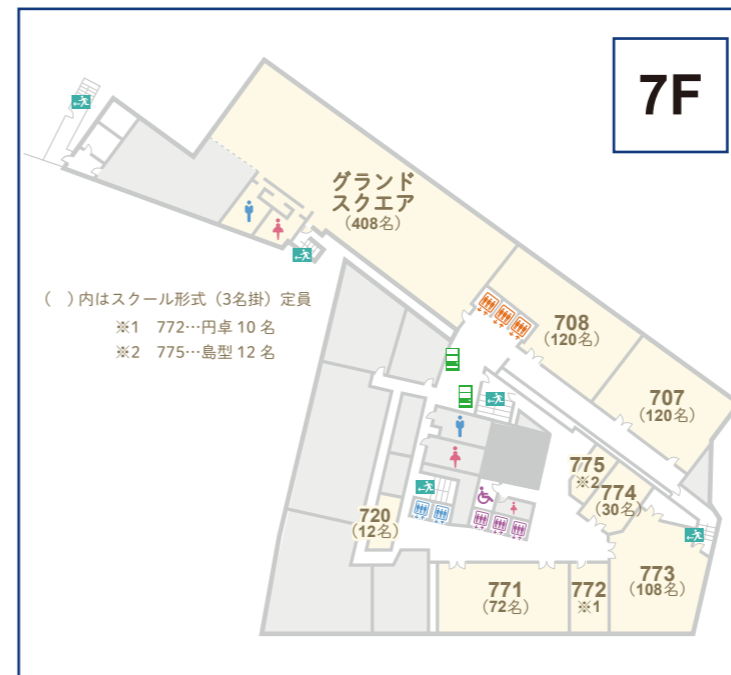 7F
グランド
スクエア
（408名）
（　）内はスクール形式（3名掛）定員
※1　772…円卓 10 名
※2　775…島型 12 名
708
（120名）
707
（120名）
775
※2
774
（30名）
720
（12名）
773
（108名）
771
（72名）
772
※1